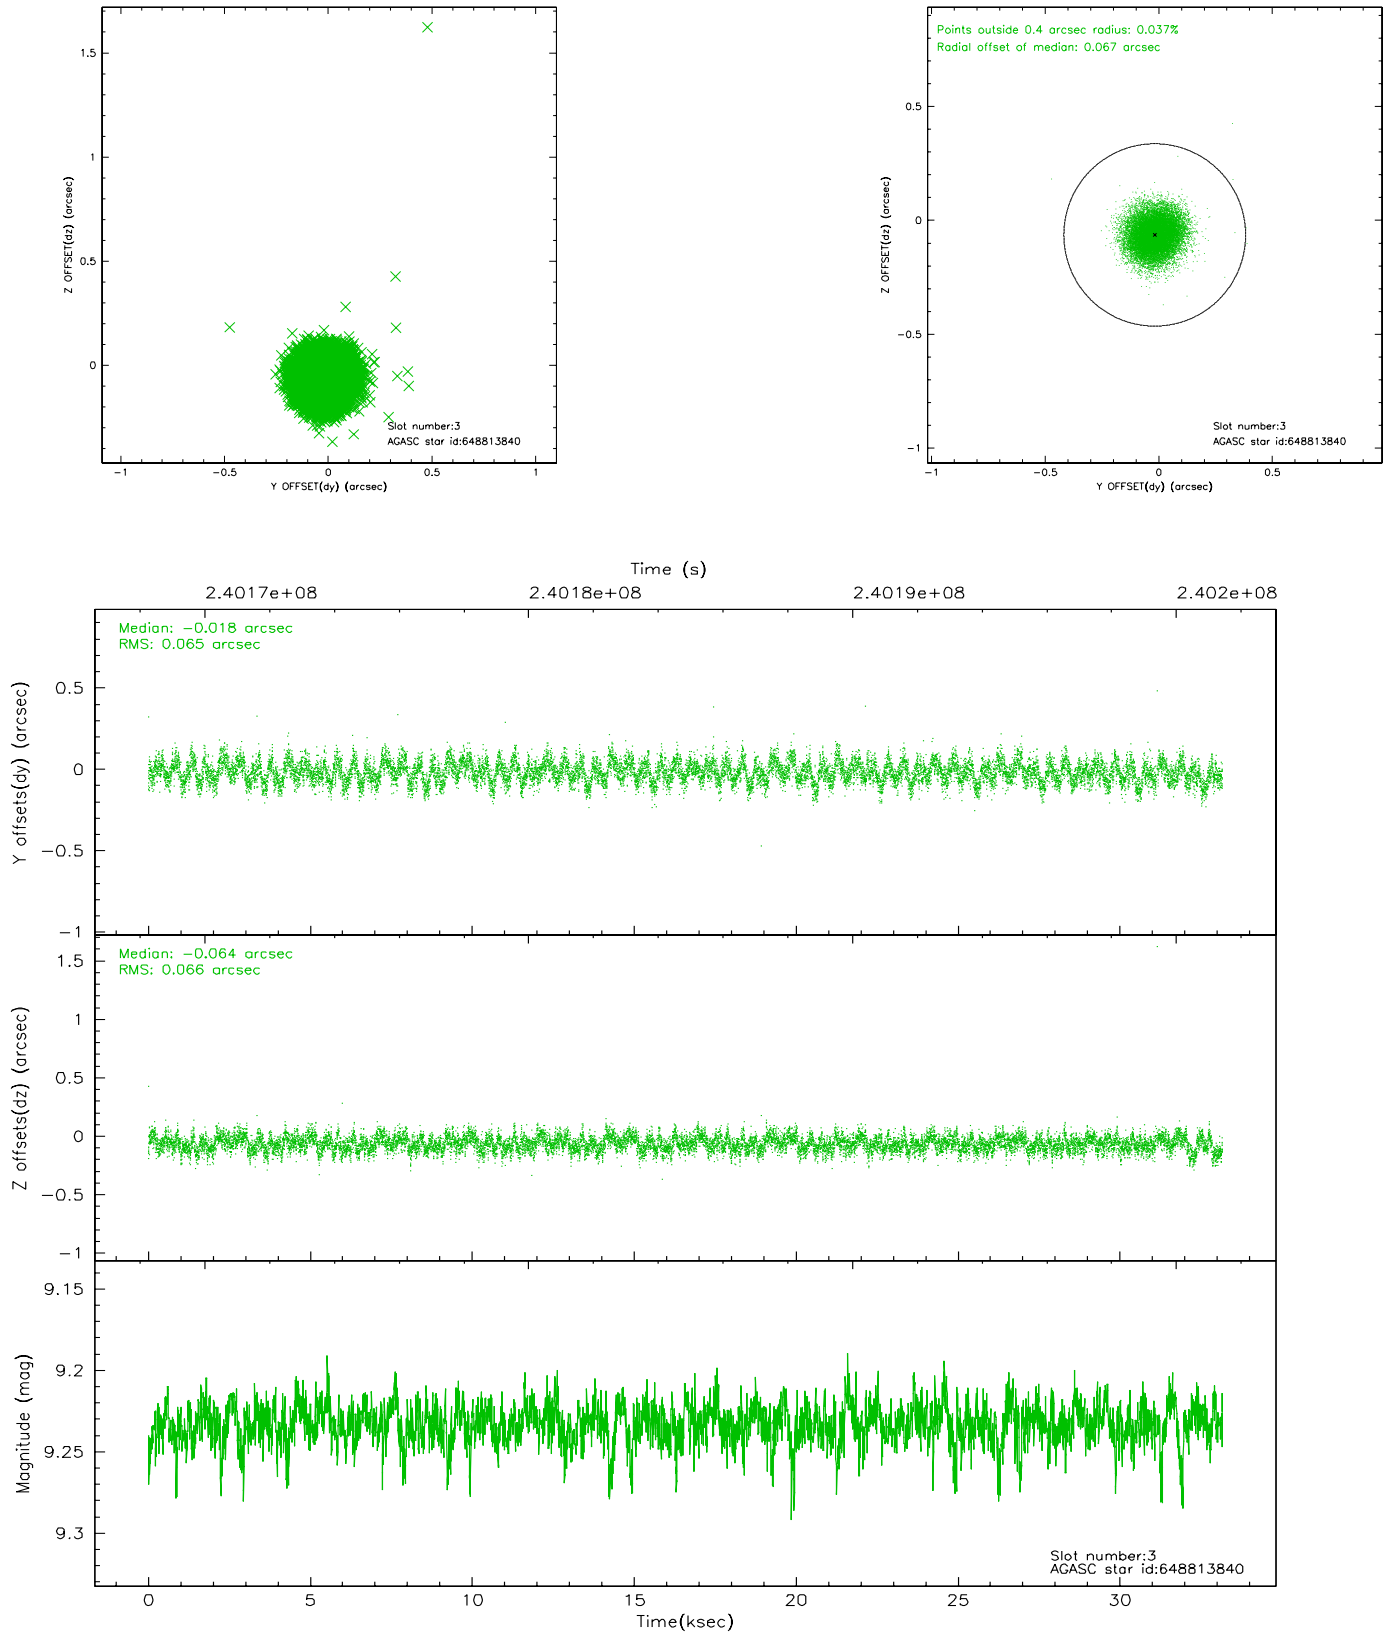 1.5
1
0.5
0
Z OFFSET(dz) (arcsec)
Slot number:3
AGASC star id:648813840
−1
−0.5
0
0.5
1
Y OFFSET(dy) (arcsec)
Points outside 0.4 arcsec radius: 0.037%
Radial offset of median: 0.067 arcsec
0.5
0
−0.5
−1
Z OFFSET(dz) (arcsec)
Slot number:3
AGASC star id:648813840
−1
−0.5
0
0.5
Y OFFSET(dy) (arcsec)
Time (s)
2.4017e+08
2.4018e+08
2.4019e+08
2.402e+08
Median: −0.018 arcsec
RMS: 0.065 arcsec
0.5
0
−0.5
−1
Y offsets(dy) (arcsec)
Median: −0.064 arcsec
RMS: 0.066 arcsec
1.5
1
0.5
0
−0.5
−1
Z offsets(dz) (arcsec)
9.15
9.2
9.25
9.3
Magnitude (mag)
Slot number:3
AGASC star id:648813840
0
5
10
15
20
25
30
Time(ksec)